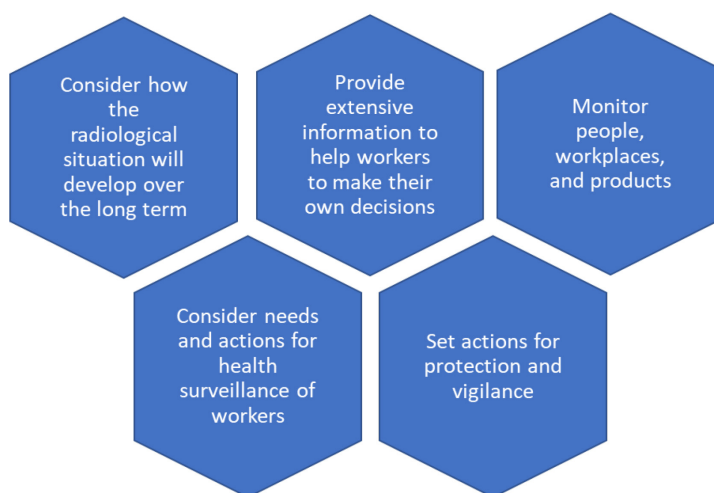 Consider how
the
radiological
situation will
develop over
the long term
Provide
extensive
information to
help workers
to make their
own decisions
Monitor
people,
workplaces,
and products
Consider needs
and actions for
health
surveillance of
workers
Set actions for
protection and
vigilance